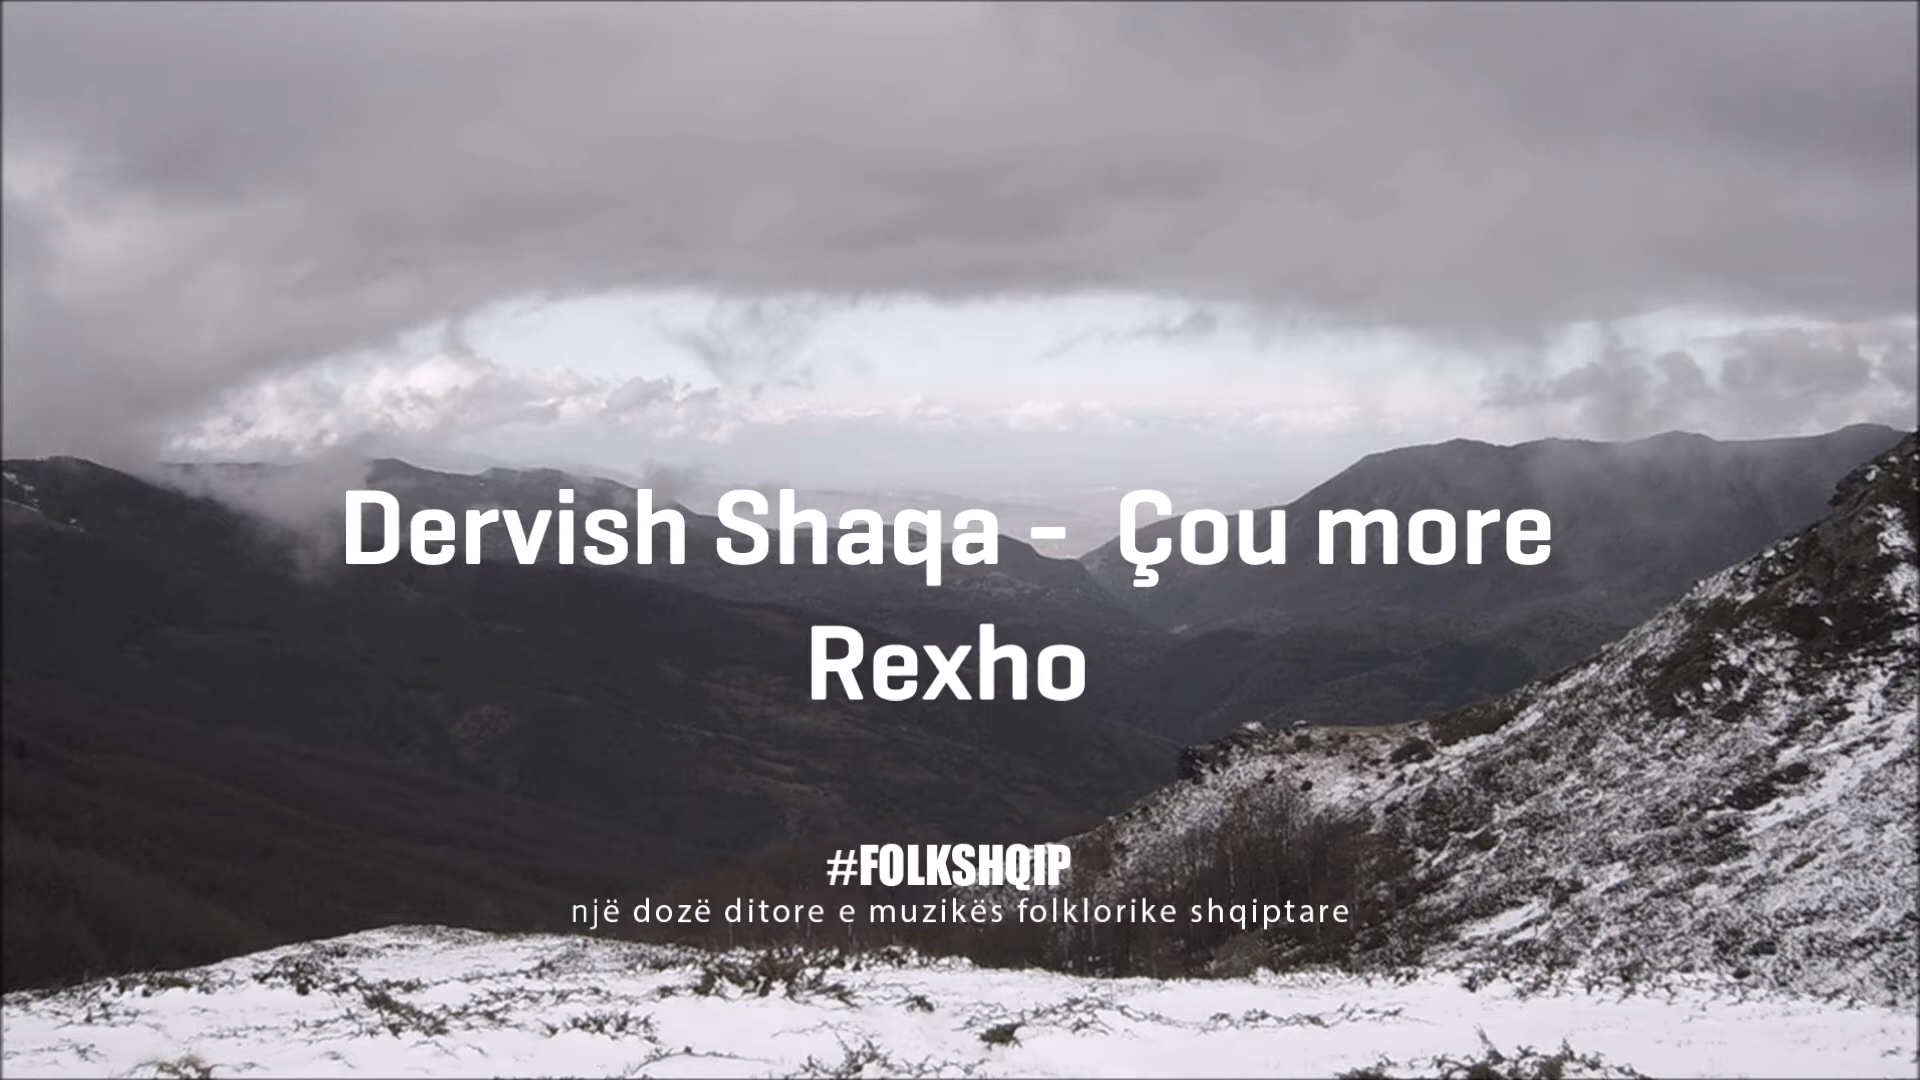 Dervish Shaqa - Çou more
Rexho
#FOLKSHQIP
një dozë ditore e muzikës folklorike shqiptare